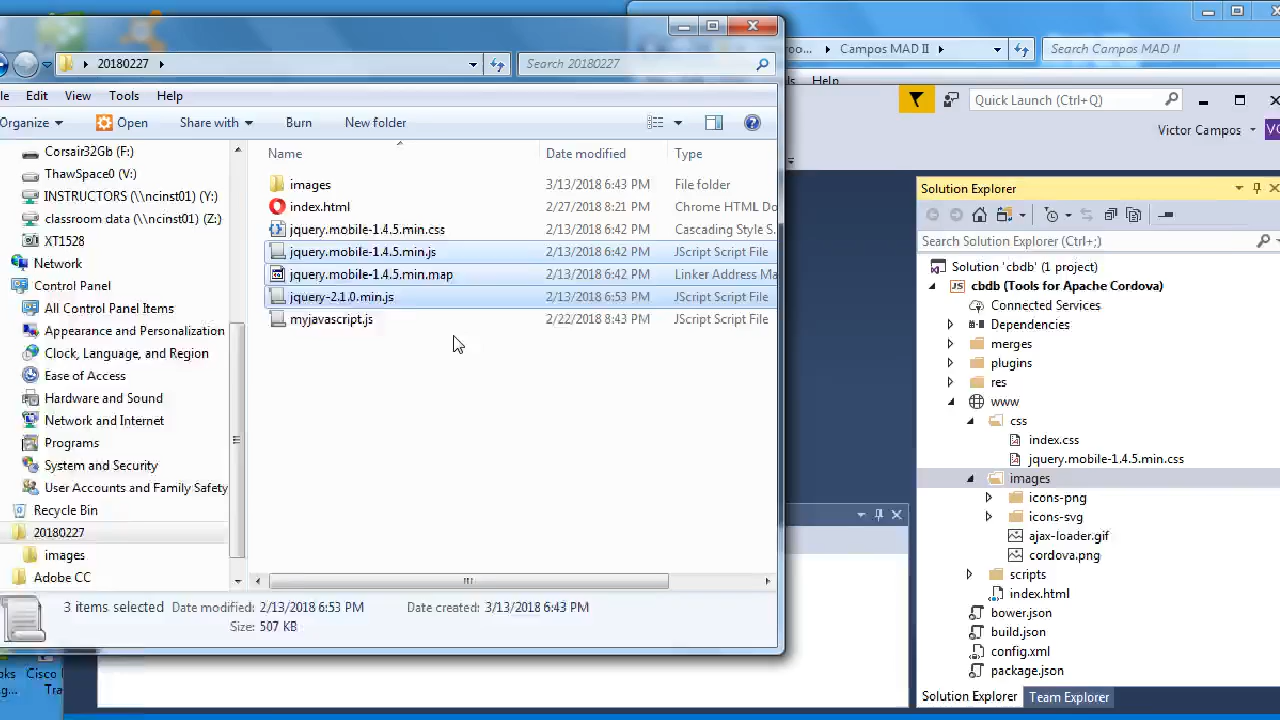 20180227
Search 20180227
le Edit View Tools Help
Organize Open Share with Burn New folder
Corsair32Gb (F:)
ThawSpace0 (V:)
INSTRUCTORS (\\ncinst01) (Y:)
classroom data (\\ncinst01) (Z:)
XT1528
Network
Control Panel
All Control Panel Items
Appearance and Personalization
Clock, Language, and Region
Ease of Access
Hardware and Sound
Network and Internet
Programs
System and Security
User Accounts and Family Safety
Recycle Bin
20180227
images
Adobe CC
Name Date modified Type
images 3/13/2018 6:43 PM File folder
index.html 2/27/2018 8:21 PM Chrome HTML Do
jquery.mobile-1.4.5.min.css 2/13/2018 6:42 PM Cascading Style S
jquery.mobile-1.4.5.min.js 2/13/2018 6:42 PM JScript Script File
jquery.mobile-1.4.5.min.map 2/13/2018 6:42 PM Linker Address Ma
jquery-2.1.0.min.js 2/13/2018 6:53 PM JScript Script File
myjavascript.js 2/22/2018 8:43 PM JScript Script File
3 items selected Date modified: 2/13/2018 6:53 PM Date created: 3/13/2018 6:43 PM
Size: 507 KB
oks
g...
Cisco
Tra
roo... Campos MAD II
Search Campos MAD II
ls Help
Quick Launch (Ctrl+Q)
Victor Campos VC
Solution Explorer
Search Solution Explorer (Ctrl+;)
Solution 'cbdb' (1 project)
JS cbdb (Tools for Apache Cordova)
Connected Services
Dependencies
merges
plugins
res
www
css
index.css
jquery.mobile-1.4.5.min.css
images
icons-png
icons-svg
ajax-loader.gif
cordova.png
scripts
index.html
bower.json
build.json
config.xml
package.json
Solution Explorer Team Explorer